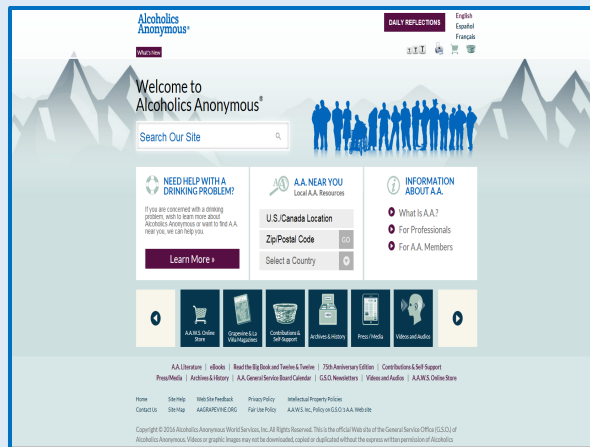 Alcoholics
Anonymous®
DAILY REFLECTIONS
English
Español
Français
What's New
T T T
Welcome to
Alcoholics Anonymous®
Search Our Site
NEED HELP WITH A
DRINKING PROBLEM?
If you are concerned with a drinking
problem, wish to learn more about
Alcoholics Anonymous or want to find A.A.
near you, we can help you.
Learn More »
A.A. NEAR YOU
Local A.A. Resources
U.S./Canada Location
Zip/Postal Code
GO
Select a Country
INFORMATION
ABOUT A.A.
What Is A.A.?
For Professionals
For A.A. Members
A.A.W.S. Online
Store
Grapevine & La
Viña Magazines
Contributions &
Self-Support
Archives & History
Press / Media
Videos and Audios
A.A. Literature | eBooks | Read the Big Book and Twelve & Twelve | 75th Anniversary Edition | Contributions & Self-Support
Press/Media | Archives & History | A.A. General Service Board Calendar | G.S.O. Newsletters | Videos and Audios | A.A.W.S. Online Store
Home Site Help Web Site Feedback Privacy Policy Intellectual Property Policies
Contact Us Site Map AAGRAPEVINE.ORG Fair Use Policy A.A.W.S. Inc., Policy on G.S.O.'s A.A. Web site
Copyright © 2016 Alcoholics Anonymous World Services, Inc. All Rights Reserved. This is the official Web site of the General Service Office (G.S.O.) of
Alcoholics Anonymous. Videos or graphic images may not be downloaded, copied or duplicated without the express written permission of Alcoholics